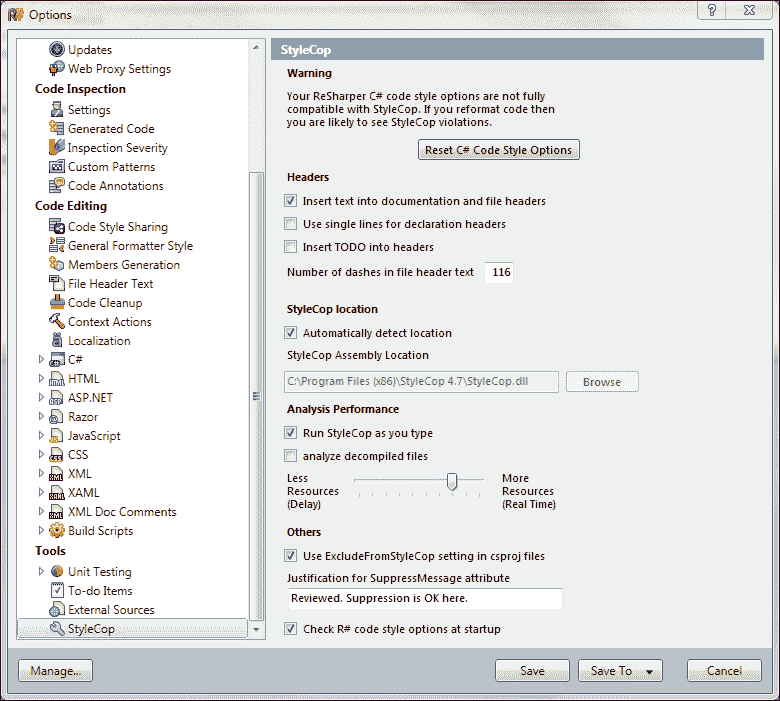 Options
Updates
Web Proxy Settings
Code Inspection
Settings
Generated Code
Inspection Severity
Custom Patterns
Code Annotations
Code Editing
Code Style Sharing
General Formatter Style
Members Generation
File Header Text
Code Cleanup
Context Actions
Localization
C#
HTML
ASP.NET
Razor
JavaScript
CSS
XML
XAML
XML Doc Comments
Build Scripts
Tools
Unit Testing
To-do Items
External Sources
StyleCop
StyleCop
Warning
Your ReSharper C# code style options are not fully
compatible with StyleCop. If you reformat code then
you are likely to see StyleCop violations.
Reset C# Code Style Options
Headers
Insert text into documentation and file headers
Use single lines for declaration headers
Insert TODO into headers
Number of dashes in file header text 116
StyleCop location
Automatically detect location
StyleCop Assembly Location
C:\Program Files (x86)\StyleCop 4.7\StyleCop.dll Browse
Analysis Performance
Run StyleCop as you type
analyze decompiled files
Less
Resources
(Delay)
More
Resources
(Real Time)
Others
Use ExcludeFromStyleCop setting in csproj files
Justification for SuppressMessage attribute
Reviewed. Suppression is OK here.
Check R# code style options at startup
Manage... Save Save To Cancel